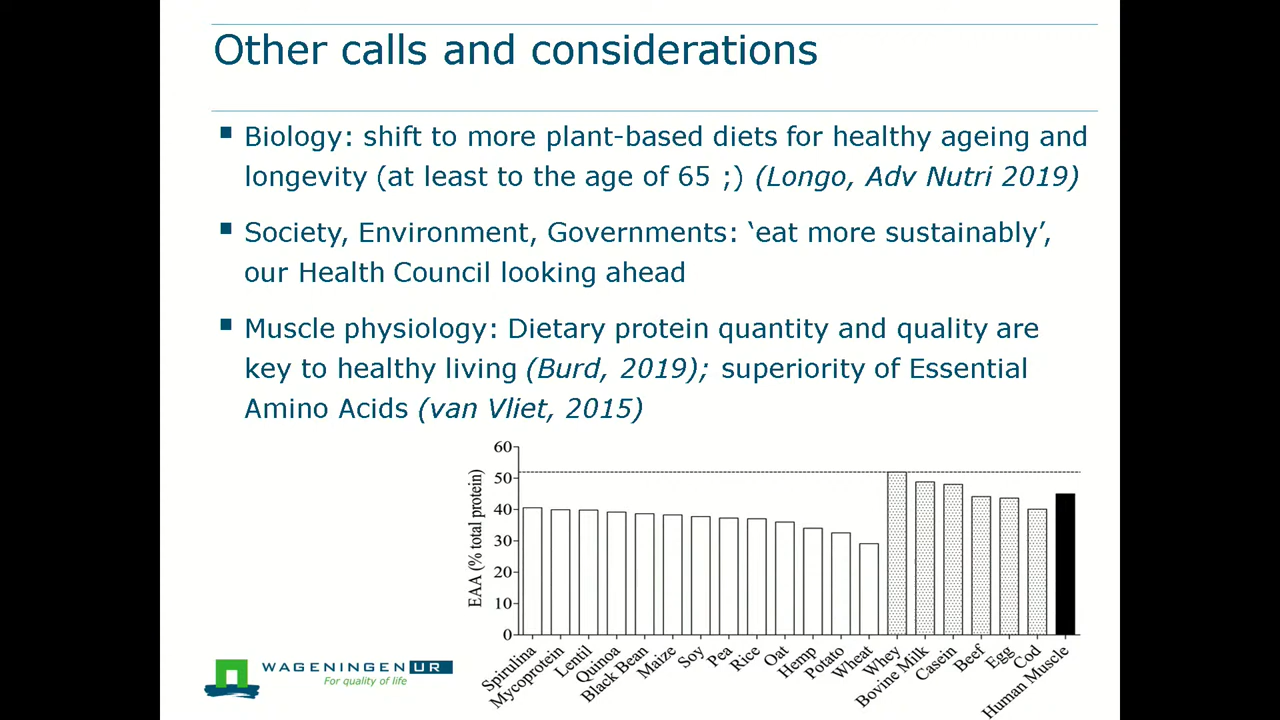 Other calls and considerations
Biology: shift to more plant-based diets for healthy ageing and
longevity (at least to the age of 65 ;) (Longo, Adv Nutri 2019)
Society, Environment, Governments: ‘eat more sustainably’,
our Health Council looking ahead
Muscle physiology: Dietary protein quantity and quality are
key to healthy living (Burd, 2019); superiority of Essential
Amino Acids (van Vliet, 2015)
EAA (% total protein)
60
50
40
30
20
10
0
Spirulina
Mycoprotein
Lentil
Quinoa
Black Bean
Maize
Soy
Pea
Rice
Oat
Hemp
Potato
Wheat
Whey
Bovine Milk
Casein
Beef
Egg
Cod
Human Muscle
WAGENINGEN UR
For quality of life